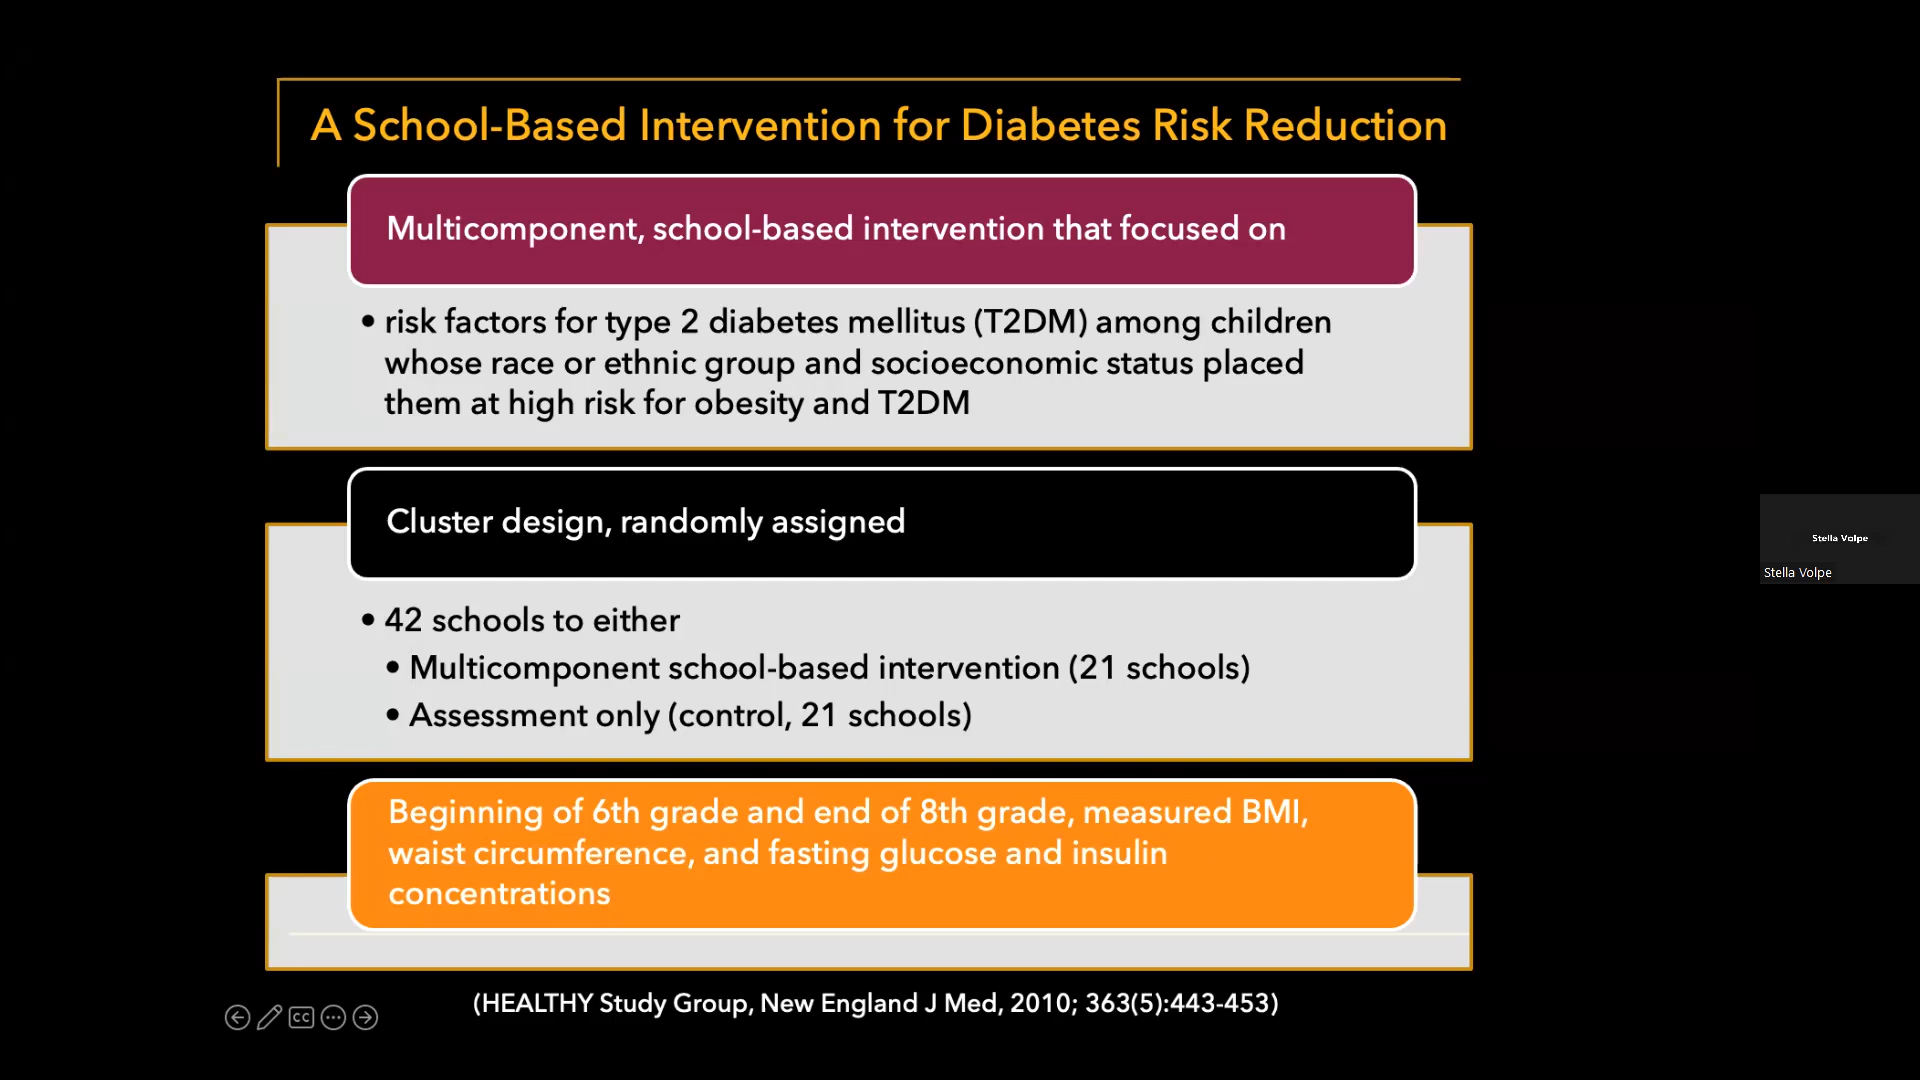 A School-Based Intervention for Diabetes Risk Reduction
Multicomponent, school-based intervention that focused on
• risk factors for type 2 diabetes mellitus (T2DM) among children
whose race or ethnic group and socioeconomic status placed
them at high risk for obesity and T2DM
Cluster design, randomly assigned
• 42 schools to either
• Multicomponent school-based intervention (21 schools)
• Assessment only (control, 21 schools)
Beginning of 6th grade and end of 8th grade, measured BMI,
waist circumference, and fasting glucose and insulin
concentrations
(HEALTHY Study Group, New England J Med, 2010; 363(5):443-453)
CC
Stella Volpe
Stella Volpe